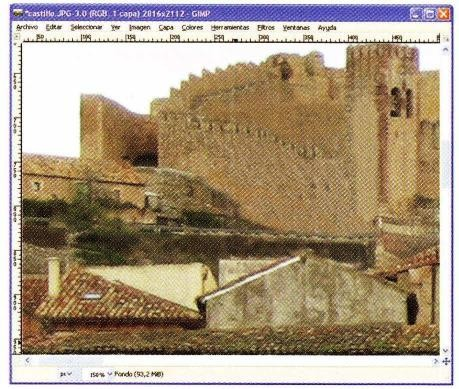 *castillo.JPG-3.0 (RGB, 1 capa) 2816x2112 - GIMP
Archivo Editar Seleccionar Ver Imagen Capa Colores Herramientas Filtros Ventanas Ayuda
px 150% Fondo (93,2 MiB)